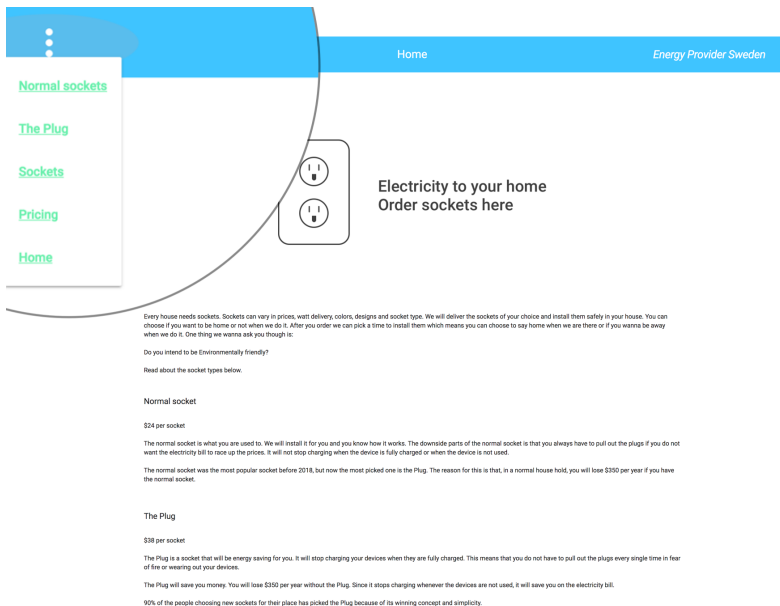 Home
Energy Provider Sweden
Normal sockets
The Plug
Sockets
Pricing
Home
Electricity to your home
Order sockets here
Every house needs sockets. Sockets can vary in prices, watt delivery, colors, designs and socket type. We will deliver the sockets of your choice and install them safely in your house. You can
choose if you want to be home or not when we do it. After you order we can pick a time to install them which means you can choose to say home when we are there or if you wanna be away
when we do it. One thing we wanna ask you though is:
Do you intend to be Environmentally friendly?
Read about the socket types below.
Normal socket
$24 per socket
The normal socket is what you are used to. We will install it for you and you know how it works. The downside parts of the normal socket is that you always have to pull out the plugs if you do not
want the electricity bill to race up the prices. It will not stop charging when the device is fully charged or when the device is not used.
The normal socket was the most popular socket before 2018, but now the most picked one is the Plug. The reason for this is that, in a normal house hold, you will lose $350 per year if you have
the normal socket.
The Plug
$38 per socket
The Plug is a socket that will be energy saving for you. It will stop charging your devices when they are fully charged. This means that you do not have to pull out the plugs every single time in fear
of fire or wearing out your devices.
The Plug will save you money. You will lose $350 per year without the Plug. Since it stops charging whenever the devices are not used, it will save you on the electricity bill.
90% of the people choosing new sockets for their place has picked the Plug because of its winning concept and simplicity.